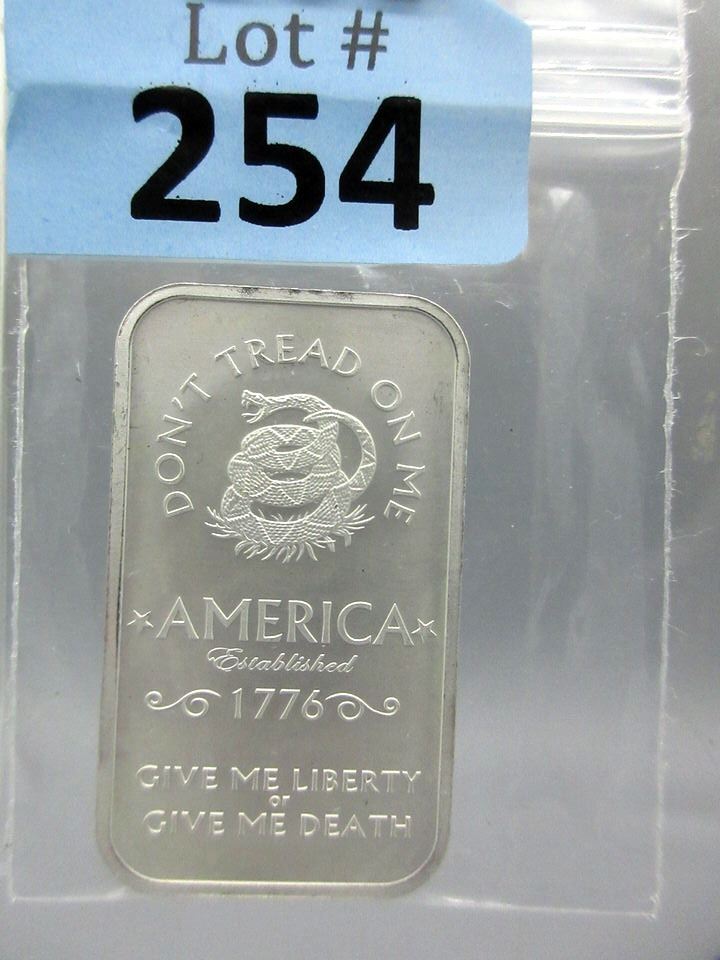 Lot #
254
DON'T TREAD ON ME
AMERICA
Established
1776
GIVE ME LIBERTY
or
GIVE ME DEATH